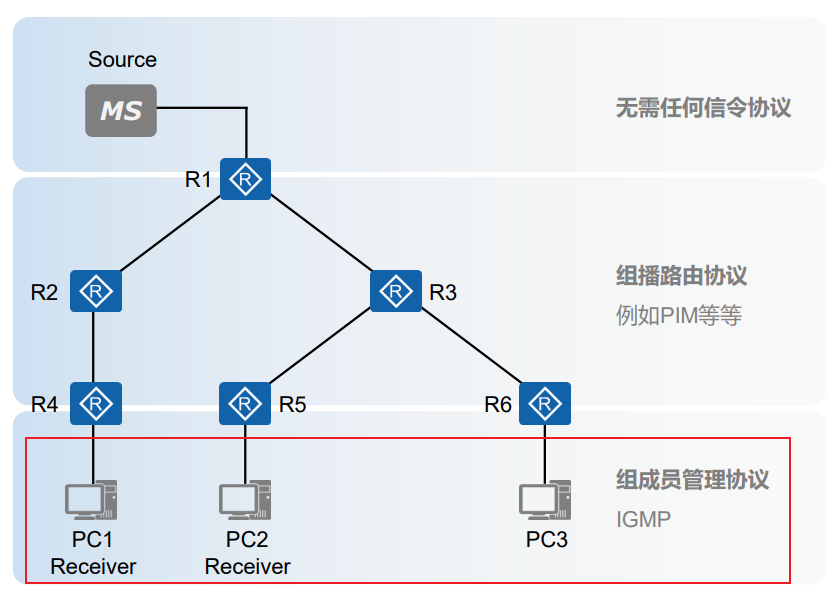 Source
MS
无需任何信令协议
R1
R
R
R2
R
R3
组播路由协议
例如PIM等等
R4
R
R
R5
R6
R
组成员管理协议
IGMP
PC1
Receiver
PC2
Receiver
PC3